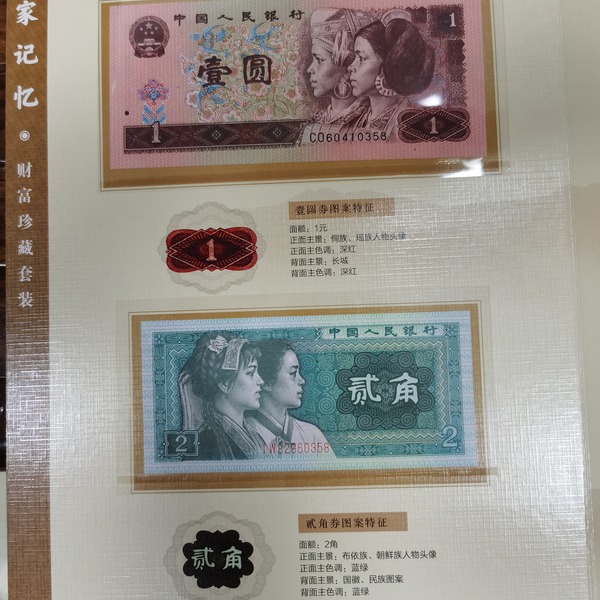 家记忆
财富珍藏套装
中国人民银行
1
壹圆
1
1
CO60410358
壹圆券图案特征
面额：1元
正面主景：侗族、瑶族人物头像
正面主色调：深红
背面主景：长城
背面主色调：深红
1
中国人民银行
贰角
2
2
IW22960358
贰角券图案特征
面额：2角
正面主景：布依族、朝鲜族人物头像
正面主色调：蓝绿
背面主景：国徽、民族图案
背面主色调：蓝绿
贰角